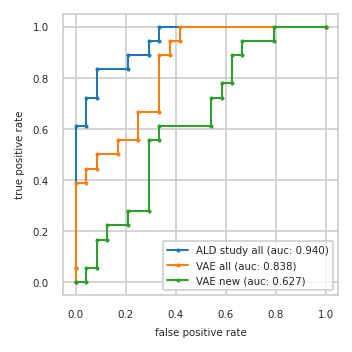 1.0
0.8
0.6
0.4
0.2
0.0
true positive rate
ALD study all (auc: 0.940)
VAE all (auc: 0.838)
VAE new (auc: 0.627)
0.0 0.2 0.4 0.6 0.8 1.0
false positive rate